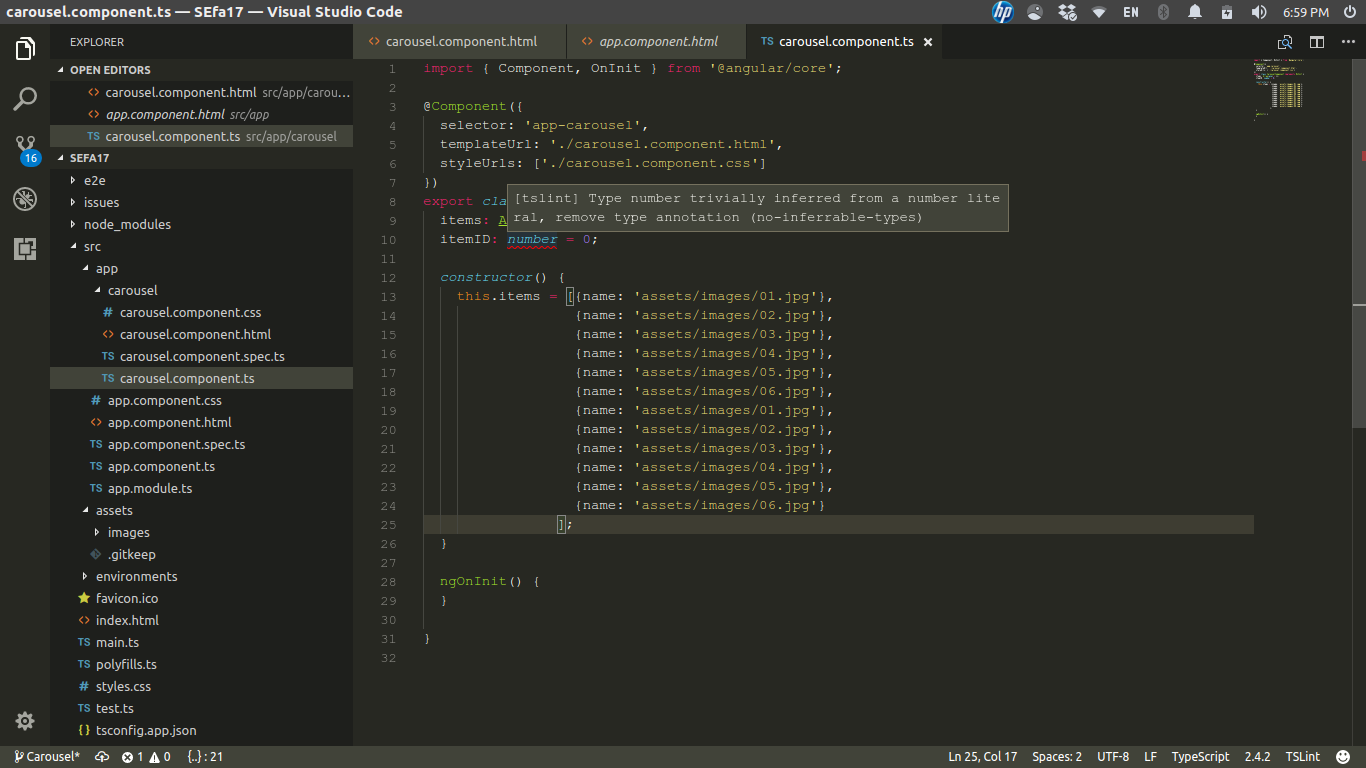 carousel.component.ts — SEfa17 — Visual Studio Code
hp
EN
6:59 PM
EXPLORER
OPEN EDITORS
carousel.component.html src/app/carou...
app.component.html src/app
TS carousel.component.ts src/app/carousel
16
SEFA17
e2e
issues
node_modules
src
app
carousel
# carousel.component.css
<> carousel.component.html
TS carousel.component.spec.ts
TS carousel.component.ts
# app.component.css
<> app.component.html
TS app.component.spec.ts
TS app.component.ts
TS app.module.ts
assets
images
.gitkeep
environments
favicon.ico
<> index.html
TS main.ts
TS polyfills.ts
# styles.css
TS test.ts
{} tsconfig.app.json
<> carousel.component.html
<> app.component.html
TS carousel.component.ts ×
1 import { Component, OnInit } from '@angular/core';
2
3 @Component({
4 selector: 'app-carousel',
5 templateUrl: './carousel.component.html',
6 styleUrls: ['./carousel.component.css']
7 })
[tslint] Type number trivially inferred from a number lite
ral, remove type annotation (no-inferrable-types)
8 export cla
9 items: A
10 itemID: number = 0;
11
12 constructor() {
13 this.items = [{name: 'assets/images/01.jpg'},
14 {name: 'assets/images/02.jpg'},
15 {name: 'assets/images/03.jpg'},
16 {name: 'assets/images/04.jpg'},
17 {name: 'assets/images/05.jpg'},
18 {name: 'assets/images/06.jpg'},
19 {name: 'assets/images/01.jpg'},
20 {name: 'assets/images/02.jpg'},
21 {name: 'assets/images/03.jpg'},
22 {name: 'assets/images/04.jpg'},
23 {name: 'assets/images/05.jpg'},
24 {name: 'assets/images/06.jpg'}
25 ];
26 }
27
28 ngOnInit() {
29 }
30
31 }
32
Carousel* 1 0 {..} : 21
Ln 25, Col 17 Spaces: 2 UTF-8 LF TypeScript 2.4.2 TSLint